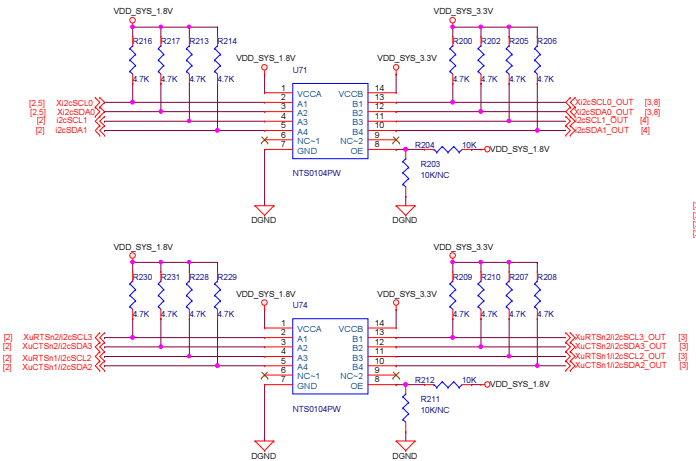 VDD_SYS_1.8V VDD_SYS_3.3V
R216 R217 R213 R214 R200 R202 R205 R206
VDD_SYS_1.8V VDD_SYS_3.3V
U71
4.7K 4.7K 4.7K 4.7K 4.7K 4.7K 4.7K 4.7K
1 VCCA VCCB 14
[2,5] Xi2cSCL0 2 A1 B1 13 Xi2cSCL0_OUT [3,8]
[2,5] Xi2cSDA0 3 A2 B2 12 Xi2cSDA0_OUT [3,8]
[2] i2cSCL1 4 A3 B3 11 i2cSCL1_OUT [4]
[2] i2cSDA1 5 A4 B4 10 i2cSDA1_OUT [4]
6 NC~1 NC~2 9
7 GND OE 8 R204 10K VDD_SYS_1.8V
R203
NTS0104PW 10K/NC
DGND DGND
VDD_SYS_1.8V VDD_SYS_3.3V
R230 R231 R228 R229 R209 R210 R207 R208
VDD_SYS_1.8V VDD_SYS_3.3V
U74
4.7K 4.7K 4.7K 4.7K 4.7K 4.7K 4.7K 4.7K
1 VCCA VCCB 14
[2] XuRTSn2/i2cSCL3 2 A1 B1 13 XuRTSn2/i2cSCL3_OUT [3]
[2] XuCTSn2/i2cSDA3 3 A2 B2 12 XuCTSn2/i2cSDA3_OUT [3]
[2] XuRTSn1/i2cSCL2 4 A3 B3 11 XuRTSn1/i2cSCL2_OUT [3]
[2] XuCTSn1/i2cSDA2 5 A4 B4 10 XuCTSn1/i2cSDA2_OUT [3]
6 NC~1 NC~2 9
7 GND OE 8 R212 10K VDD_SYS_1.8V
R211
NTS0104PW 10K/NC
DGND DGND